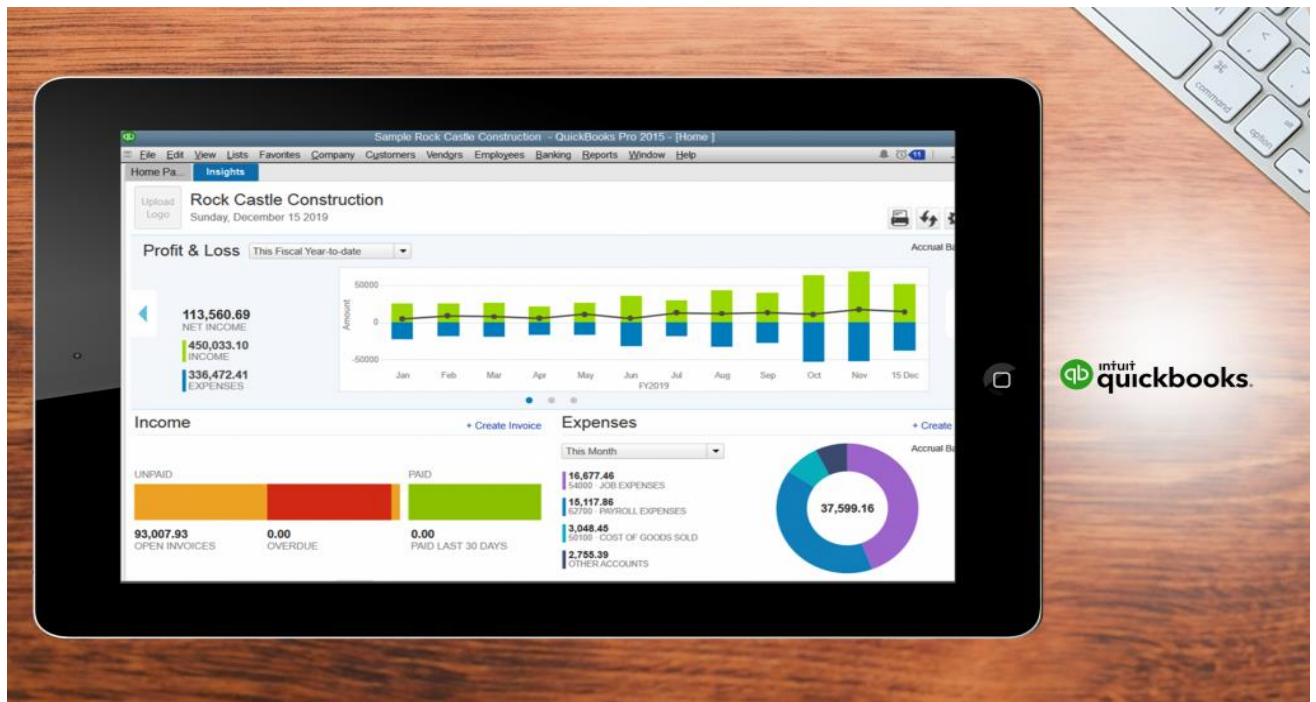 Sample Rock Castle Construction - QuickBooks Pro 2015 - [Home ]
File Edit View Lists Favorites Company Customers Vendors Employees Banking Reports Window Help
11
Home Pa... Insights
Upload
Logo
Rock Castle Construction
Sunday, December 15 2019
Profit & Loss
This Fiscal Year-to-date
Accrual Ba
113,560.69
NET INCOME
450,033.10
INCOME
336,472.41
EXPENSES
Amount
50000
0
-50000
Jan Feb Mar Apr May Jun Jul Aug Sep Oct Nov 15 Dec
FY2019
Income
+ Create Invoice
UNPAID
PAID
93,007.93
OPEN INVOICES
0.00
OVERDUE
0.00
PAID LAST 30 DAYS
Expenses
+ Create
This Month
Accrual Ba
16,677.46
54000 · JOB EXPENSES
15,117.86
62700 · PAYROLL EXPENSES
3,048.45
50100 · COST OF GOODS SOLD
2,755.39
OTHER ACCOUNTS
37,599.16
qb intuit
quickbooks.
⌘
command
alt
option